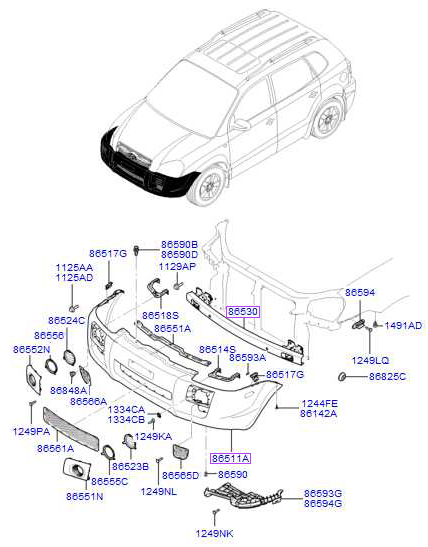 86590B
86590D
86517G
1125AA
1125AD
1129AP
86594
86530
86518S
86551A
86524C
86556
86552N
1491AD
86514S
86593A
1249LQ
86517G
86825C
86848A
86566A
1244FE
86142A
1334CA
1334CB
1249PA
1249KA
86561A
86511A
86523B
86565D
86590
86555C
86551N
1249NL
86593G
86594G
1249NK